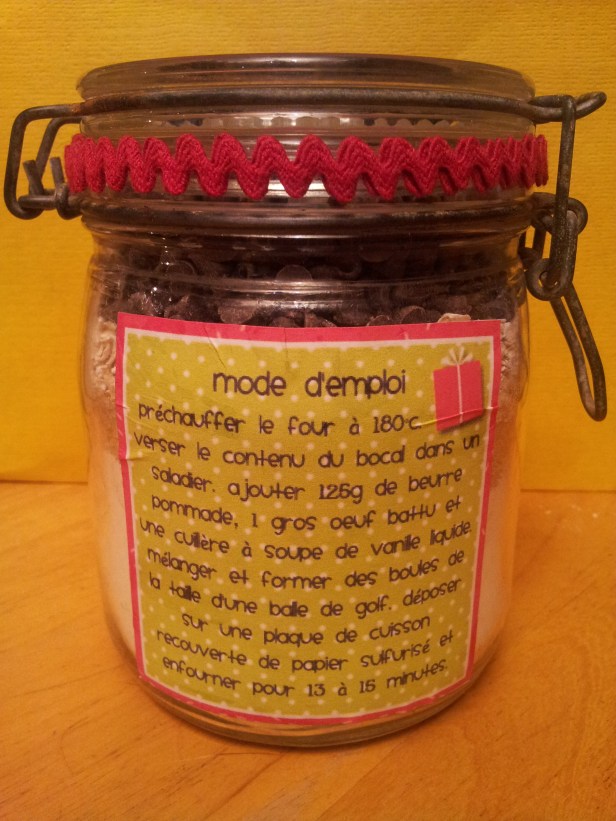 mode d'emploi
préchauffer le four à 180°c.
verser le contenu du bocal dans un
saladier. ajouter 125g de beurre
pommade, 1 gros oeuf battu et
une cuillère à soupe de vanille liquide.
mélanger et former des boules de
la taille d'une balle de golf. déposer
sur une plaque de cuisson
recouverte de papier sulfurisé et
enfourner pour 13 à 15 minutes.